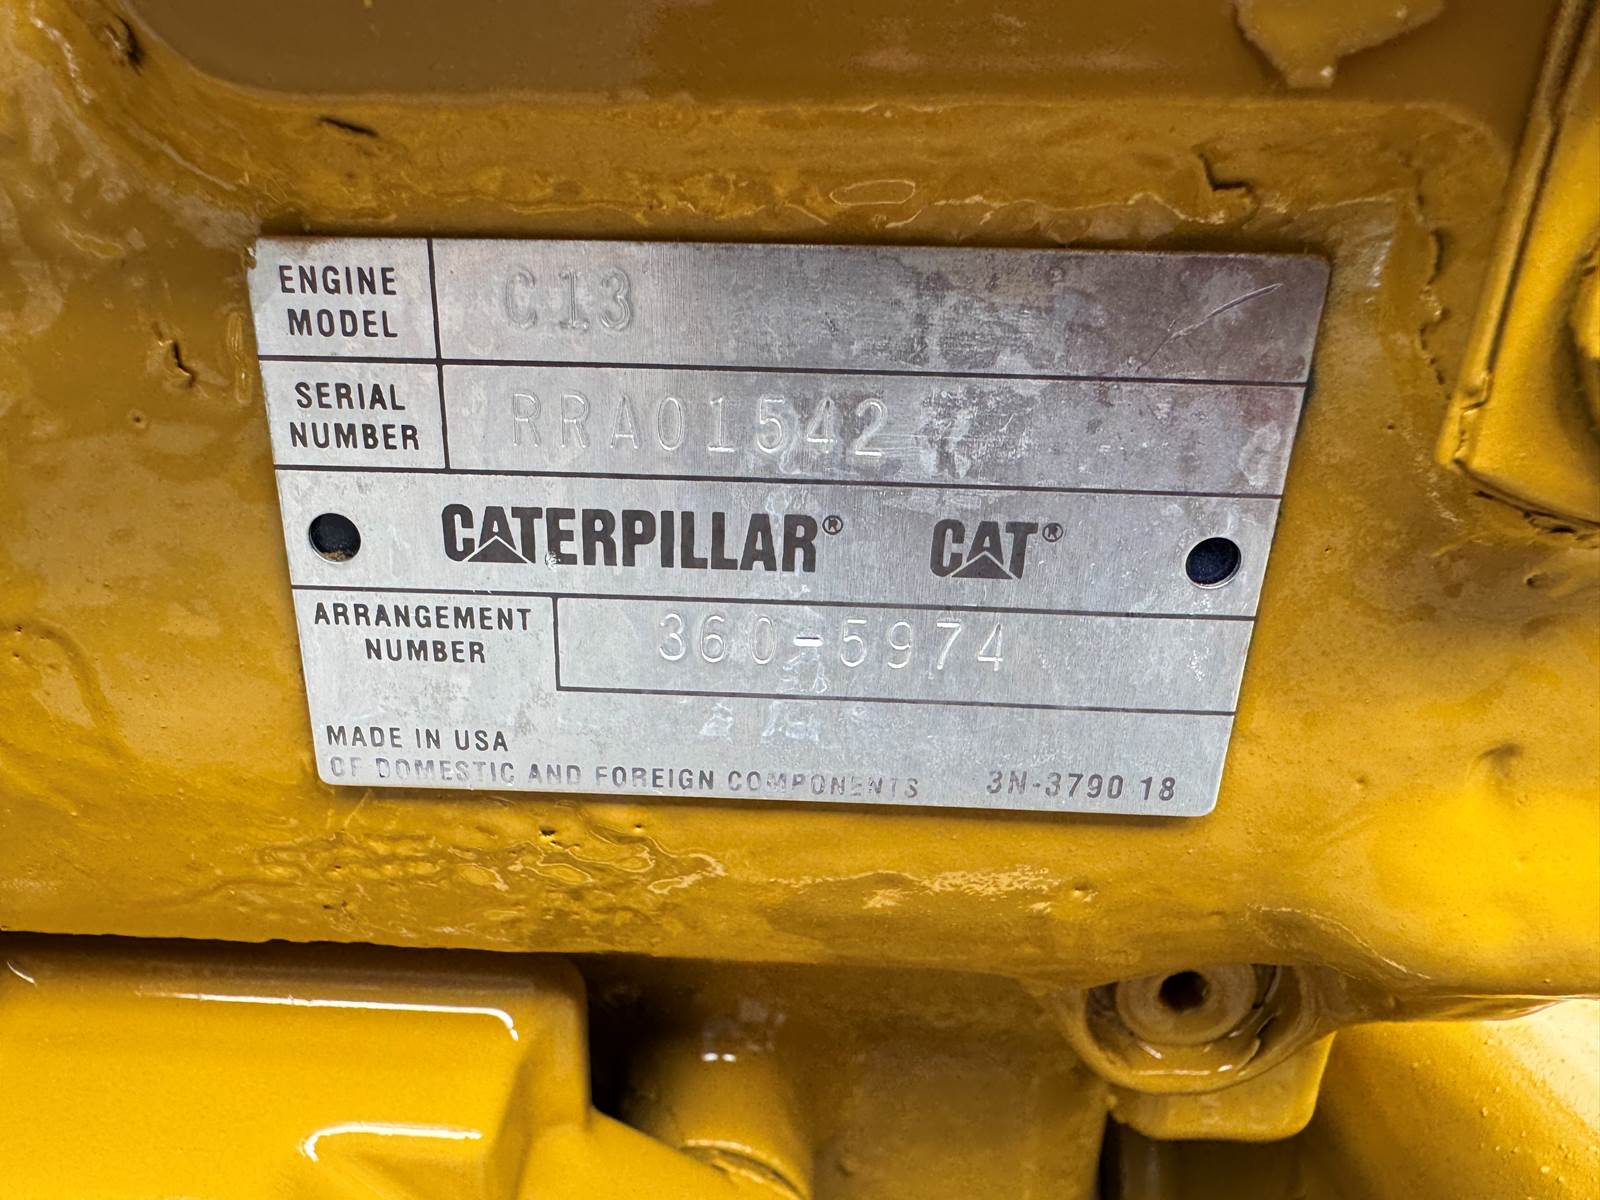 ENGINE MODEL C13
SERIAL NUMBER RRA01542
CATERPILLAR® CAT®
ARRANGEMENT NUMBER 360-5974
MADE IN USA
OF DOMESTIC AND FOREIGN COMPONENTS 3N-3790 18